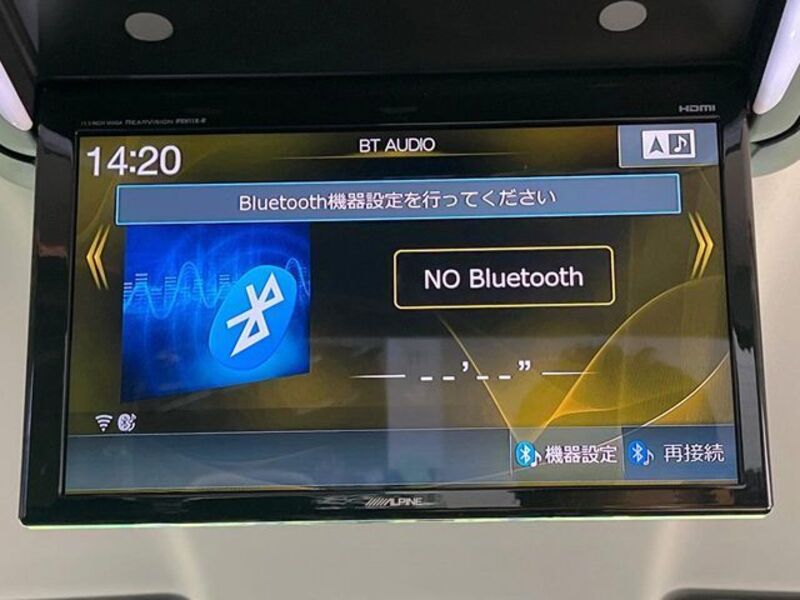 REARVISION
HDMI
BT AUDIO
14:20
Bluetooth機器設定を行ってください
NO Bluetooth
_ _ ' _ _ "
機器設定 再接続
ALPINE